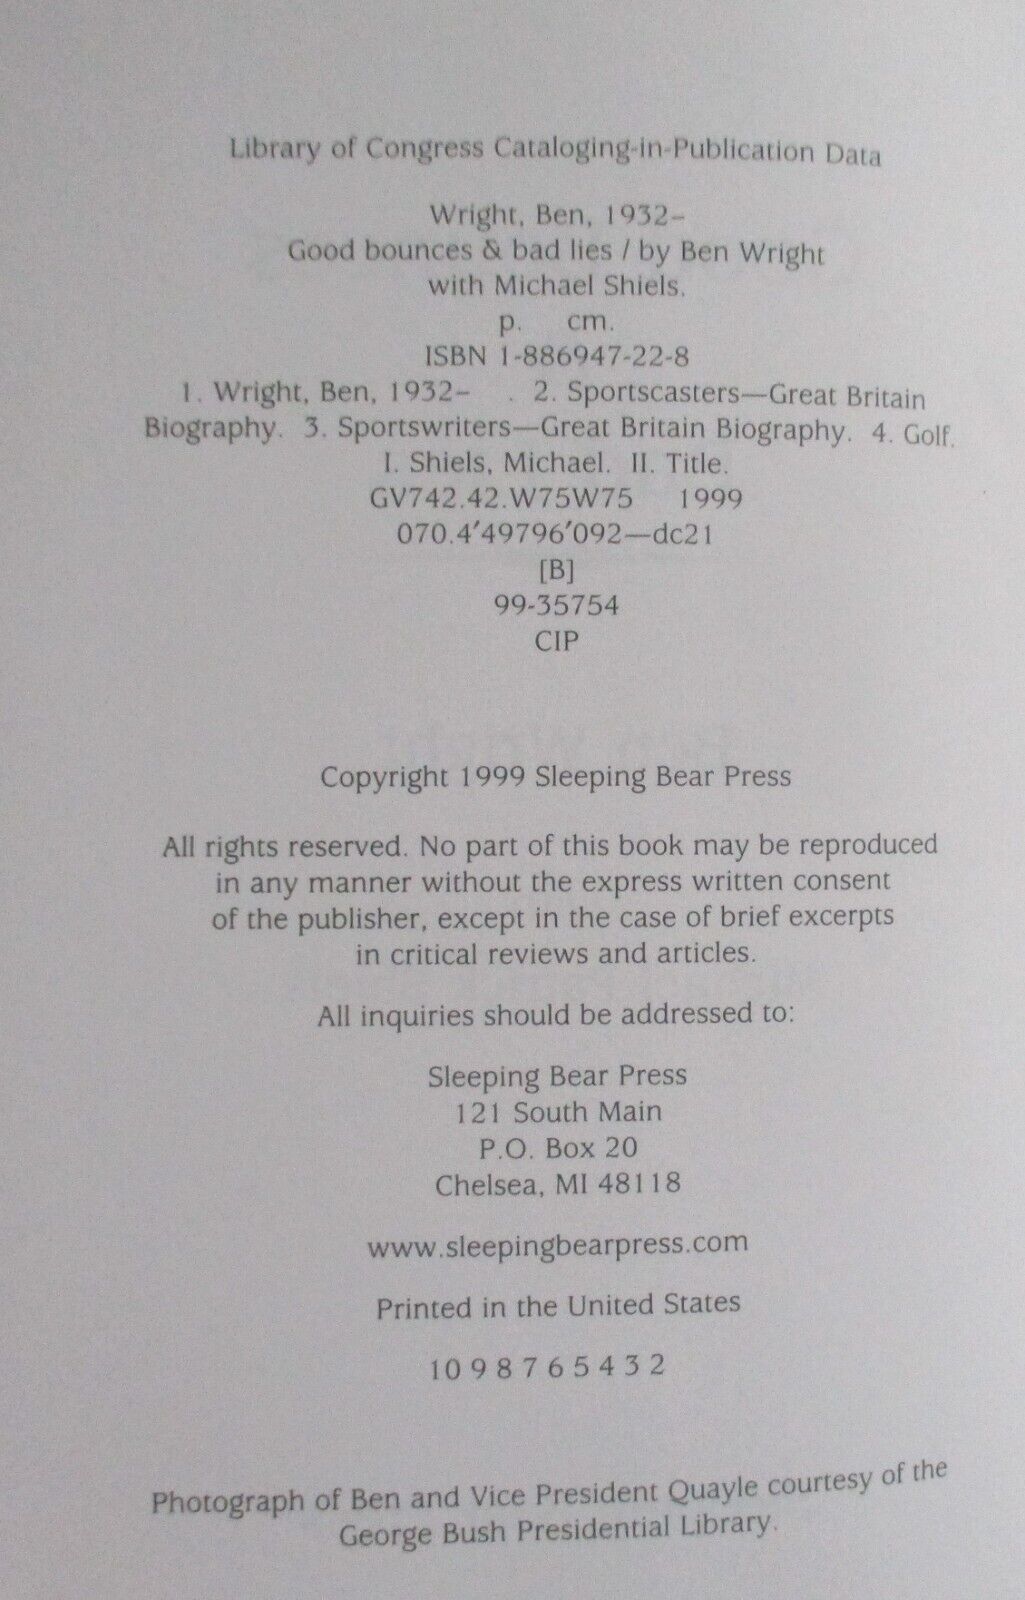 Library of Congress Cataloging-in-Publication Data
Wright, Ben, 1932–
Good bounces & bad lies / by Ben Wright
with Michael Shiels.
p. cm.
ISBN 1-886947-22-8
1. Wright, Ben, 1932– . 2. Sportscasters—Great Britain
Biography. 3. Sportswriters—Great Britain Biography. 4. Golf.
I. Shiels, Michael. II. Title.
GV742.42.W75W75 1999
070.4′49796′092—dc21
[B]
99-35754
CIP
Copyright 1999 Sleeping Bear Press
All rights reserved. No part of this book may be reproduced
in any manner without the express written consent
of the publisher, except in the case of brief excerpts
in critical reviews and articles.
All inquiries should be addressed to:
Sleeping Bear Press
121 South Main
P.O. Box 20
Chelsea, MI 48118
www.sleepingbearpress.com
Printed in the United States
10 9 8 7 6 5 4 3 2
Photograph of Ben and Vice President Quayle courtesy of the
George Bush Presidential Library.